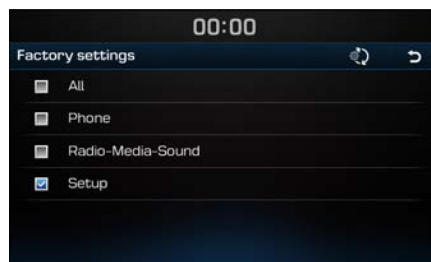 00:00
Factory settings
All
Phone
Radio-Media-Sound
Setup